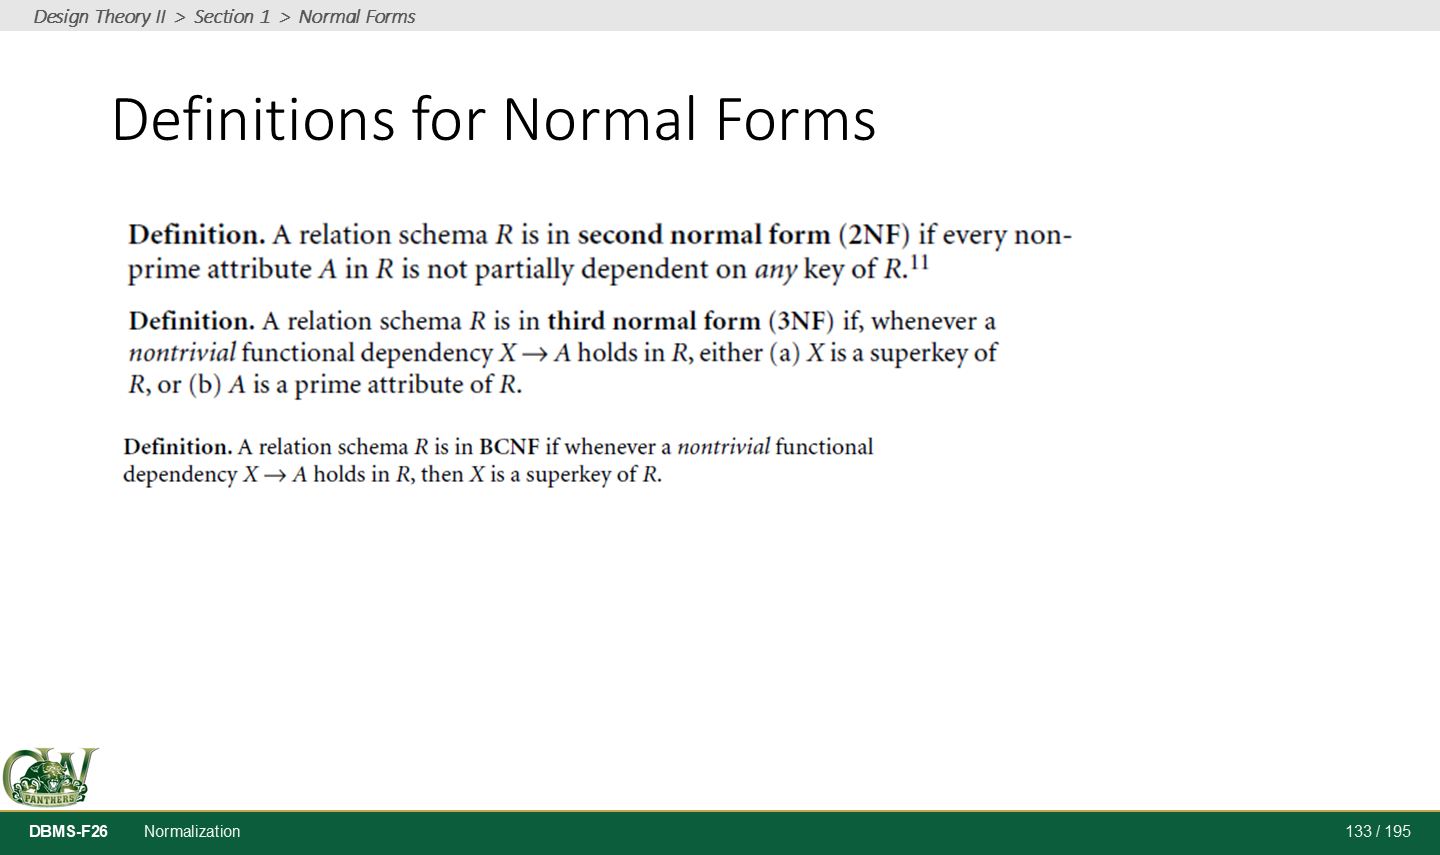 Design Theory II > Section 1 > Normal Forms
Definitions for Normal Forms
Definition. A relation schema R is in second normal form (2NF) if every non-
prime attribute A in R is not partially dependent on any key of R.11
Definition. A relation schema R is in third normal form (3NF) if, whenever a
nontrivial functional dependency X → A holds in R, either (a) X is a superkey of
R, or (b) A is a prime attribute of R.
Definition. A relation schema R is in BCNF if whenever a nontrivial functional
dependency X → A holds in R, then X is a superkey of R.
OW
PANTHERS
DBMS-F26 Normalization 133 / 195